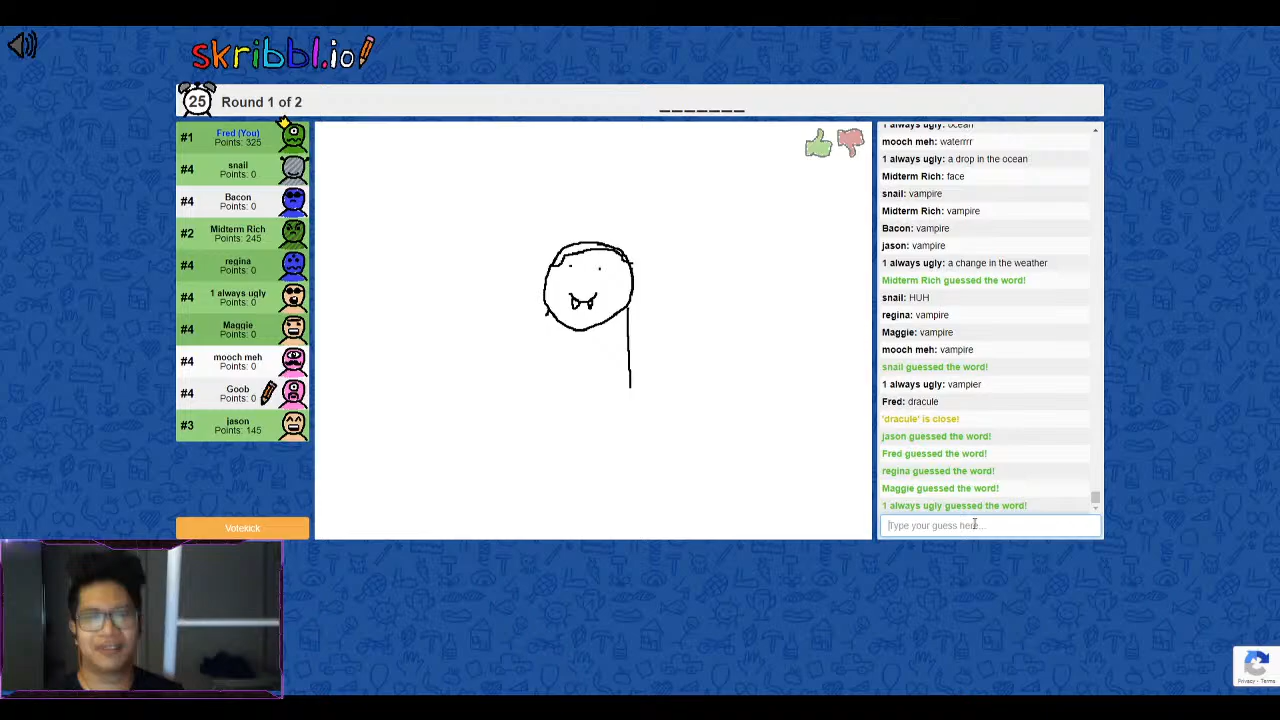 skribbl.io
25
Round 1 of 2
_______
#1
Fred (You)
Points: 325
#4
snail
Points: 0
#4
Bacon
Points: 0
#2
Midterm Rich
Points: 245
#4
regina
Points: 0
#4
1 always ugly
Points: 0
#4
Maggie
Points: 0
#4
mooch meh
Points: 0
#4
Goob
Points: 0
#3
jason
Points: 145
Votekick
1 always ugly: ocean
mooch meh: waterrrr
1 always ugly: a drop in the ocean
Midterm Rich: face
snail: vampire
Midterm Rich: vampire
Bacon: vampire
jason: vampire
1 always ugly: a change in the weather
Midterm Rich guessed the word!
snail: HUH
regina: vampire
Maggie: vampire
mooch meh: vampire
snail guessed the word!
1 always ugly: vampier
Fred: dracule
'dracule' is close!
jason guessed the word!
Fred guessed the word!
regina guessed the word!
Maggie guessed the word!
1 always ugly guessed the word!
Type your guess here...
Privacy - Terms